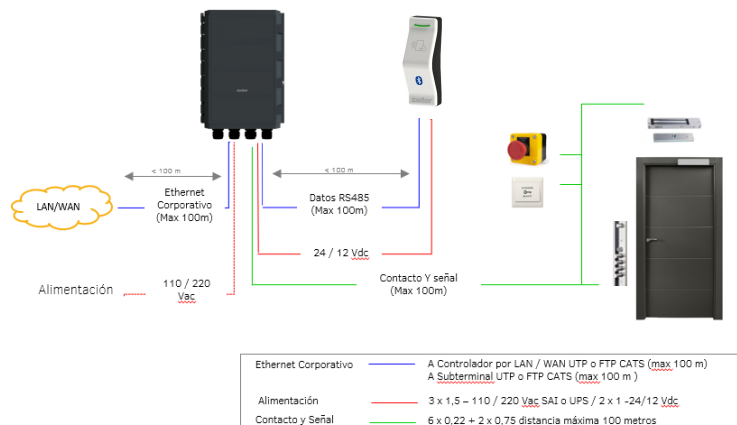 < 100 m
< 100 m
LAN/WAN
Ethernet
Corporativo
(Max 100m)
Datos RS485
(Max 100m)
24 / 12 Vdc
Alimentación
110 / 220
Vac
Contacto Y señal
(Max 100m)
Ethernet Corporativo
A Controlador por LAN / WAN UTP o FTP CAT5 (max 100 m)
A Subterminal UTP o FTP CAT5 (max 100 m )
Alimentación
3 x 1,5 – 110 / 220 Vac SAI o UPS / 2 x 1 -24/12 Vdc
Contacto y Señal
6 x 0,22 + 2 x 0,75 distancia máxima 100 metros